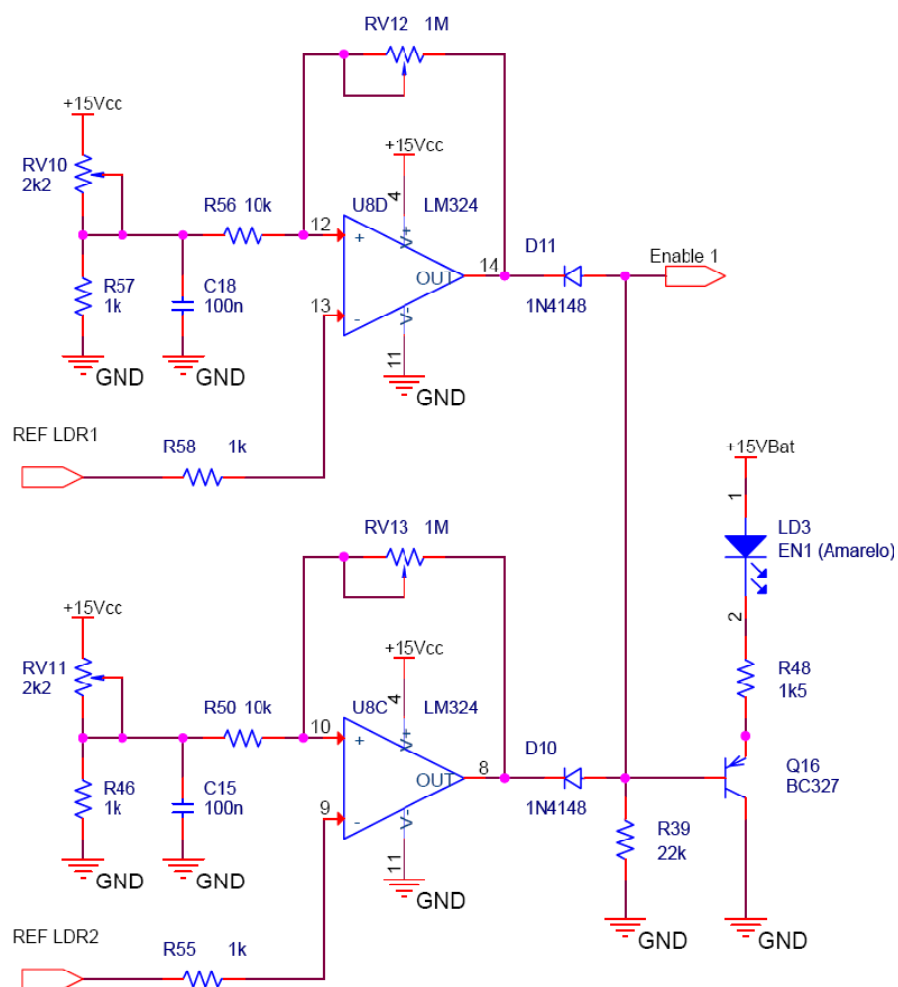 RV12 1M
+15Vcc
RV10
2k2
+15Vcc
4
R56 10k
U8D
LM324
12
+
V+
D11
Enable 1
OUT
14
R57
1k
C18
100n
13
-
V-
1N4148
11
GND
GND
GND
REF LDR1
R58 1k
+15VBat
1
LD3
EN1 (Amarelo)
RV13 1M
+15Vcc
RV11
2k2
2
+15Vcc
4
R48
1k5
R50 10k
U8C
LM324
10
+
V+
D10
OUT
8
Q16
BC327
R46
1k
C15
100n
9
-
V-
1N4148
R39
22k
11
GND
GND
GND
GND
GND
REF LDR2
R55 1k